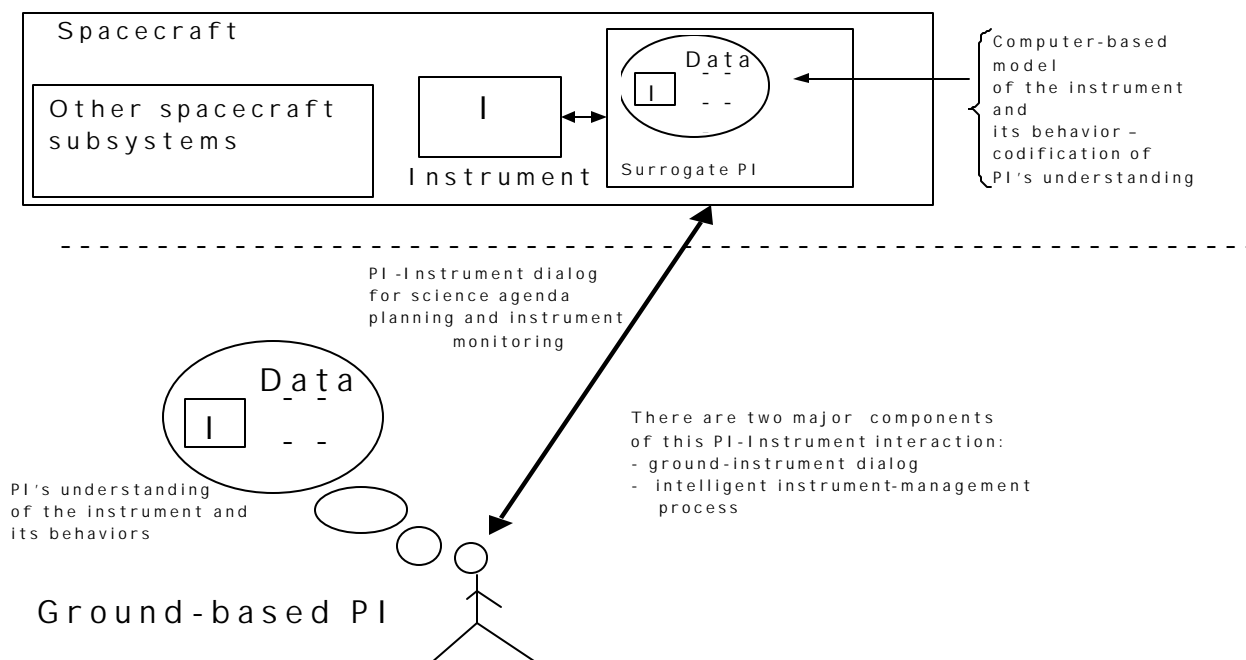 Spacecraft
Other spacecraft
subsystems
I
Instrument
Data
I
Surrogate PI
Computer-based
model
of the instrument
and
its behavior –
codification of
PI's understanding
PI-Instrument dialog
for science agenda
planning and instrument
monitoring
Data
I
There are two major components
of this PI-Instrument interaction:
- ground-instrument dialog
- intelligent instrument-management
process
PI's understanding
of the instrument and
its behaviors
Ground-based PI